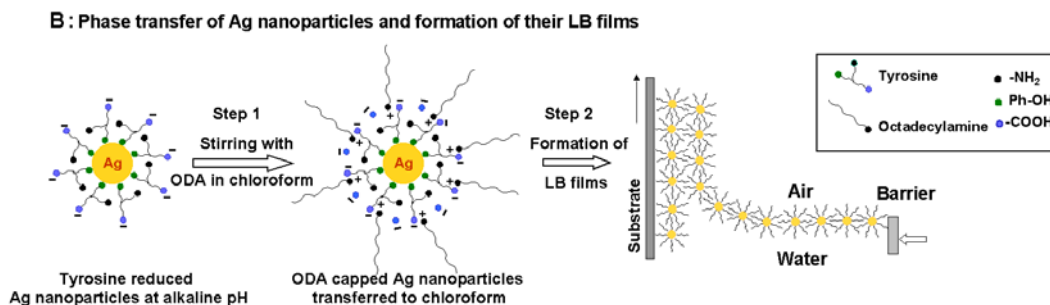 B : Phase transfer of Ag nanoparticles and formation of their LB films
Ag
Step 1
Stirring with
ODA in chloroform
Tyrosine reduced
Ag nanoparticles at alkaline pH
Ag
ODA capped Ag nanoparticles
transferred to chloroform
Step 2
Formation of
LB films
Substrate
Air
Water
Barrier
Tyrosine
Octadecylamine
-NH2
Ph-OH
-COOH